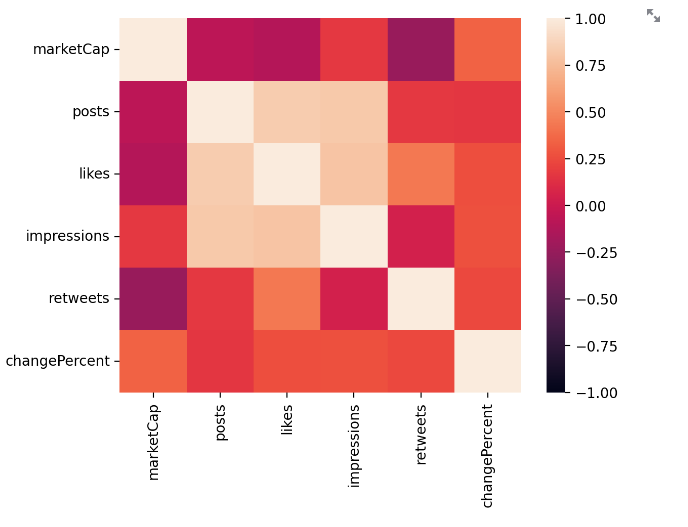 marketCap
posts
likes
impressions
retweets
changePercent
marketCap
posts
likes
impressions
retweets
changePercent
1.00
0.75
0.50
0.25
0.00
−0.25
−0.50
−0.75
−1.00